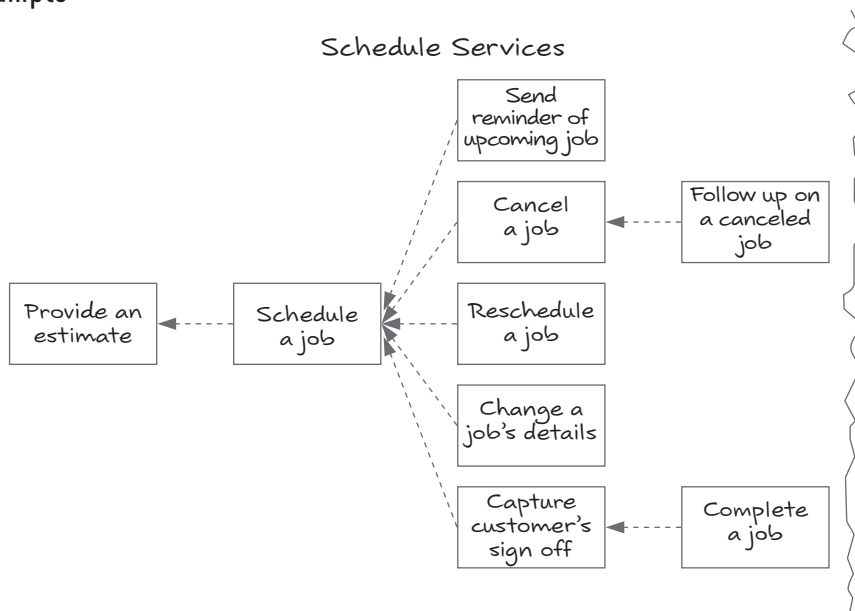 Schedule Services
Send
reminder of
upcoming job
Cancel
a job
Follow up on
a canceled
job
Provide an
estimate
Schedule
a job
Reschedule
a job
Change a
job's details
Capture
customer's
sign off
Complete
a job